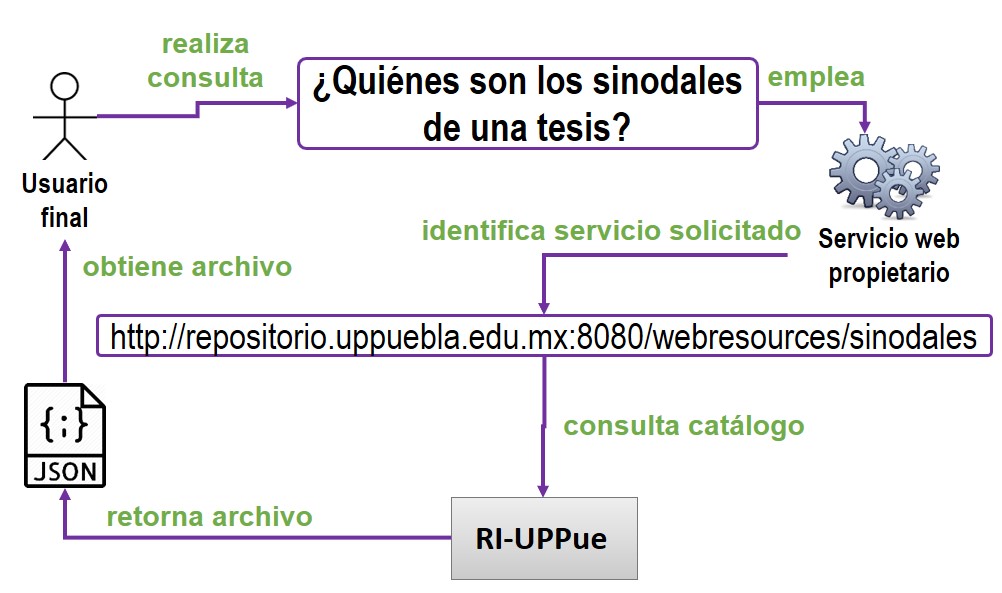 realiza
consulta
¿Quiénes son los sinodales
de una tesis?
emplea
Usuario
final
Servicio web
propietario
identifica servicio solicitado
obtiene archivo
http://repositorio.uppuebla.edu.mx:8080/webresources/sinodales
{;}
JSON
consulta catálogo
retorna archivo
RI-UPPue